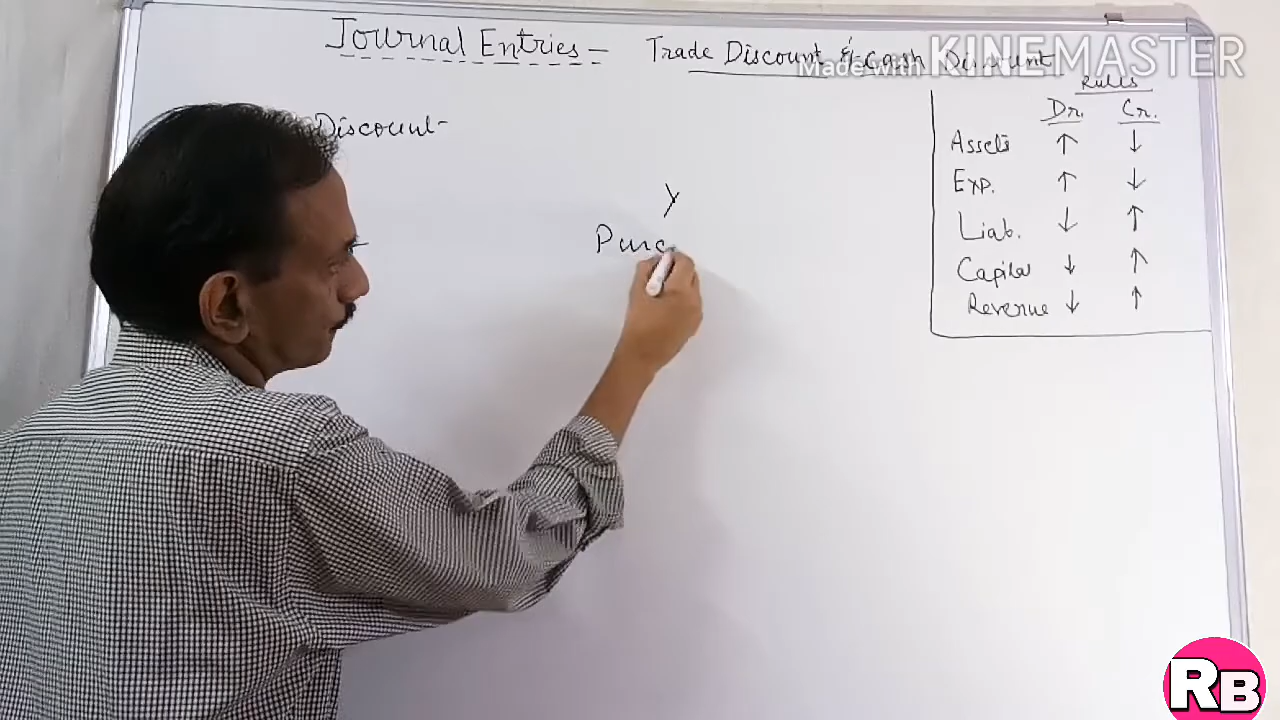 Journal Entries - Trade Discount & Cash Discount
Made with KINEMASTER
Rules
Dr. Cr.
Discount-
Assets ↑ ↓
Exp. ↑ ↓
Y
Liab. ↓ ↑
Purc
Capital ↓ ↑
Revenue ↓ ↑
RB